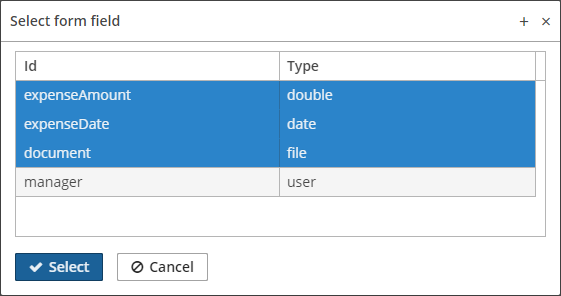 Select form field
Id Type
expenseAmount double
expenseDate date
document file
manager user
Select Cancel